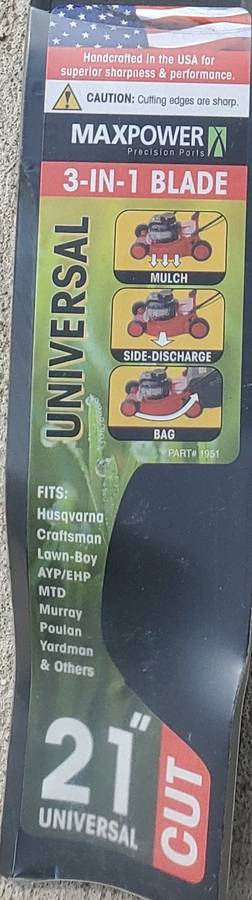 Handcrafted in the USA for
superior sharpness & performance.
CAUTION: Cutting edges are sharp.
MAXPOWER
Precision Parts
3-IN-1 BLADE
UNIVERSAL
MULCH
SIDE-DISCHARGE
BAG
PART# 1951
FITS:
Husqvarna
Craftsman
Lawn-Boy
AYP/EHP
MTD
Murray
Poulan
Yardman
& Others
21"
UNIVERSAL
CUT